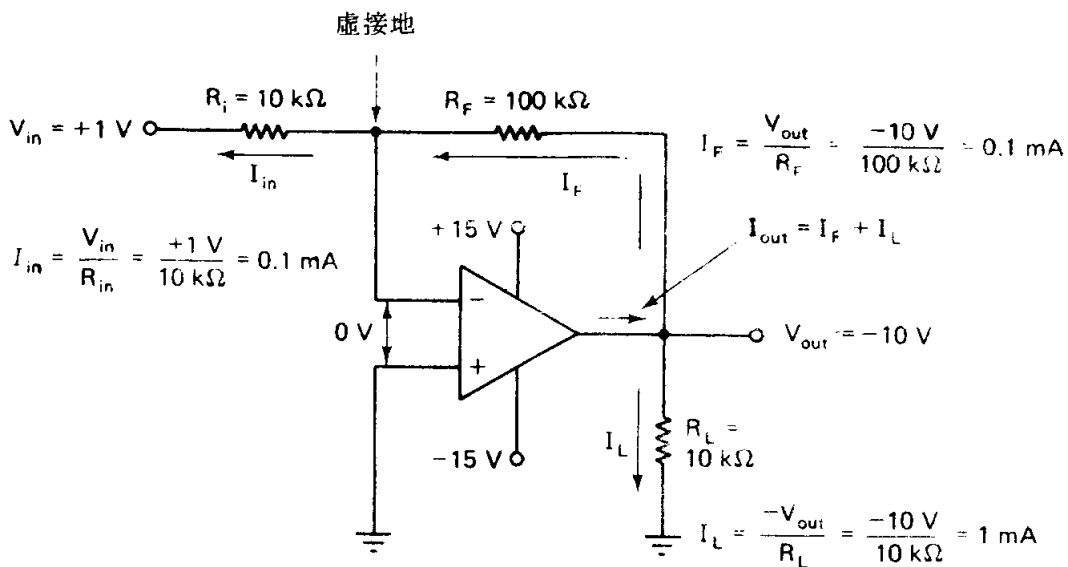 虛接地
R_i = 10 kΩ
R_F = 100 kΩ
V_in = +1 V
I_in
I_F
I_F = V_out / R_F = -10 V / 100 kΩ = 0.1 mA
I_out = I_F + I_L
I_in = V_in / R_in = +1 V / 10 kΩ = 0.1 mA
+15 V
−
0 V
+
V_out = -10 V
-15 V
I_L
R_L =
10 kΩ
I_L = -V_out / R_L = -10 V / 10 kΩ = 1 mA